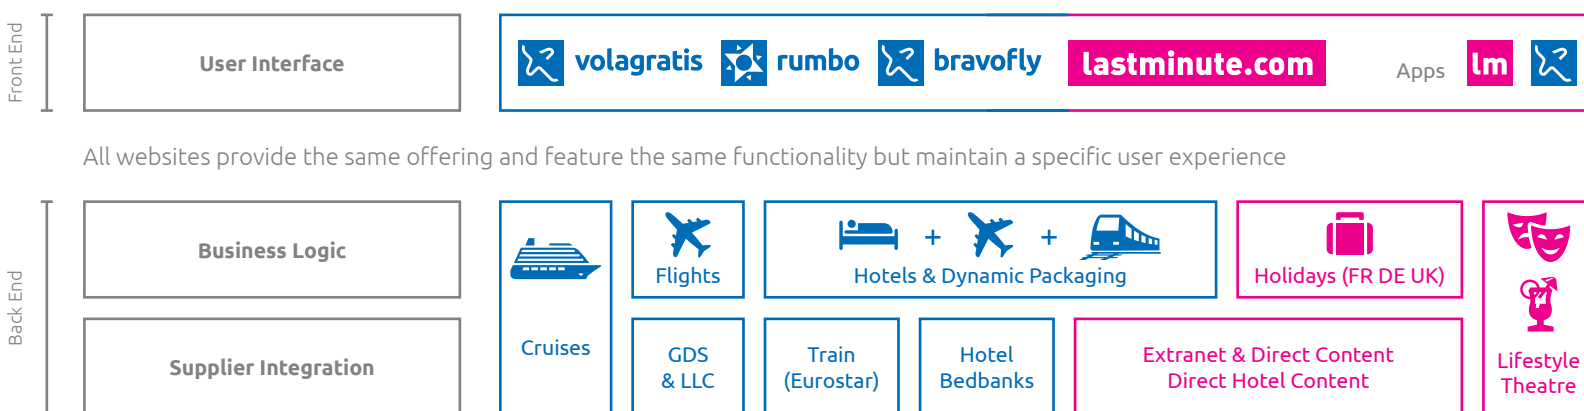 Front End
User Interface
volagratis rumbo bravofly lastminute.com Apps lm
All websites provide the same offering and feature the same functionality but maintain a specific user experience
Back End
Business Logic
Flights
+ +
Hotels & Dynamic Packaging
Holidays (FR DE UK)
Supplier Integration
Cruises
GDS
& LLC
Train
(Eurostar)
Hotel
Bedbanks
Extranet & Direct Content
Direct Hotel Content
Lifestyle
Theatre